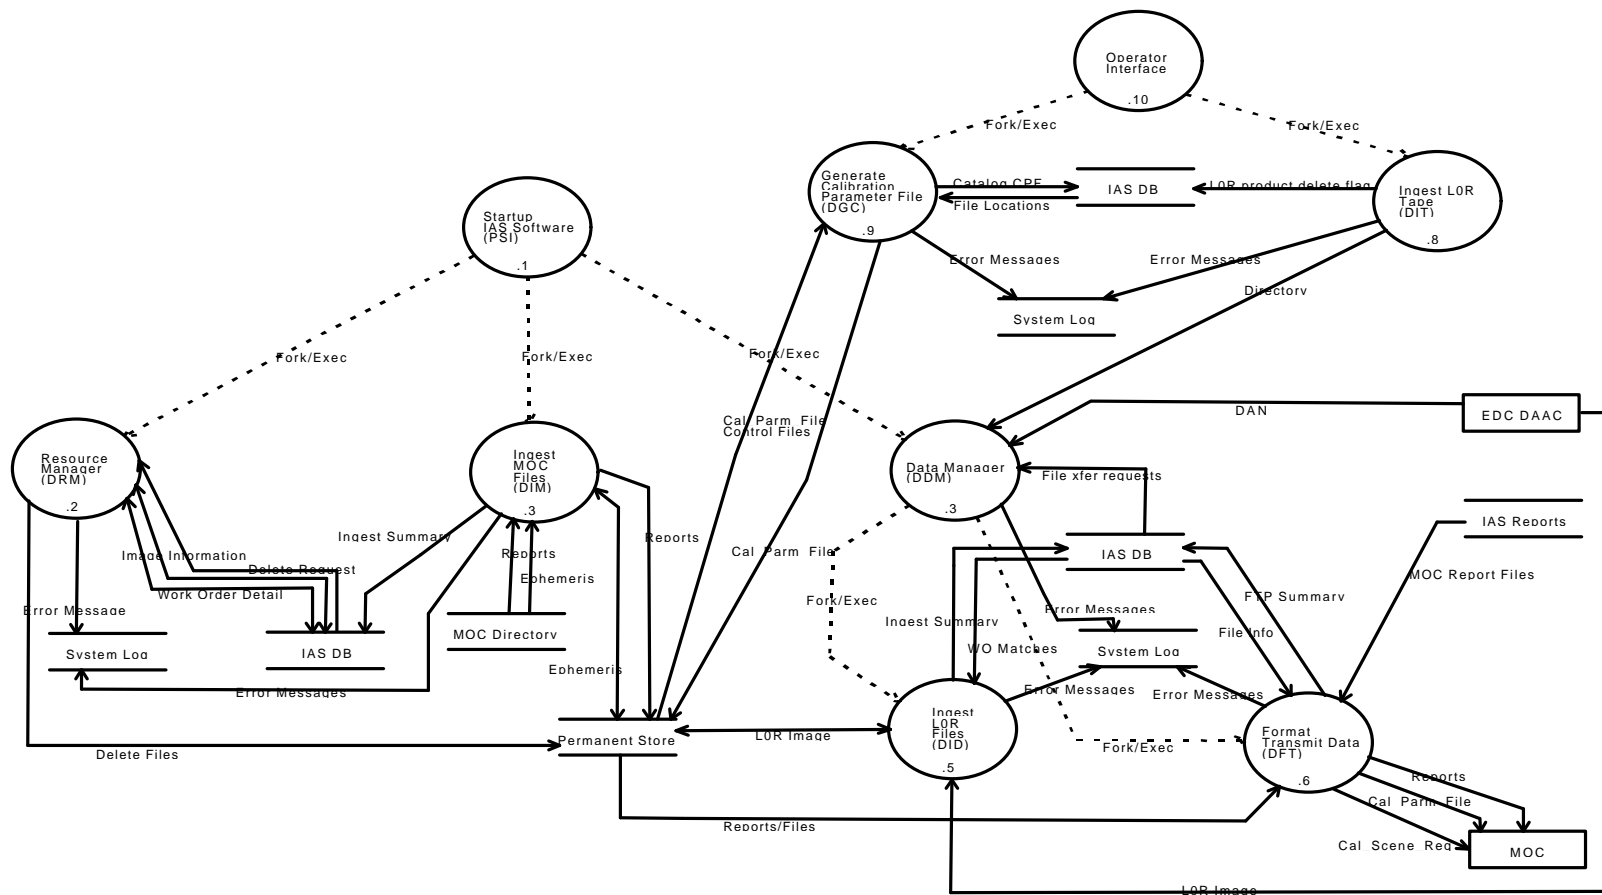 Operator
Interface
.10
Fork/Exec
Fork/Exec
Generate
Calibration
Parameter File
(DGC)
.9
Catalog CPF
File Locations
IAS DB
L0R product delete flag
Ingest L0R
Tape
(DIT)
.8
Startup
IAS Software
(PSI)
.1
Error Messages
Error Messages
Directory
System Log
Fork/Exec
Fork/Exec
Fork/Exec
Cal Parm File
Control Files
DAN
EDC DAAC
Resource
Manager
(DRM)
.2
Ingest
MOC
Files
(DIM)
.3
Data Manager
(DDM)
.3
File xfer requests
IAS Reports
Ingest Summary
Reports
Reports
Cal Parm File
IAS DB
MOC Report Files
Image Information
Delete Request
Work Order Detail
Ephemeris
Fork/Exec
Error Message
Error Messages
FTP Summary
Ingest Summary
File Info
System Log
IAS DB
MOC Directory
WO Matches
System Log
Ephemeris
Error Messages
Error Messages
Error Messages
Permanent Store
L0R Image
Ingest
L0R
Files
(DID)
.5
Fork/Exec
Format
Transmit Data
(DFT)
.6
Delete Files
Reports
Cal Parm File
Reports/Files
Cal Scene Req
MOC
L0R Image